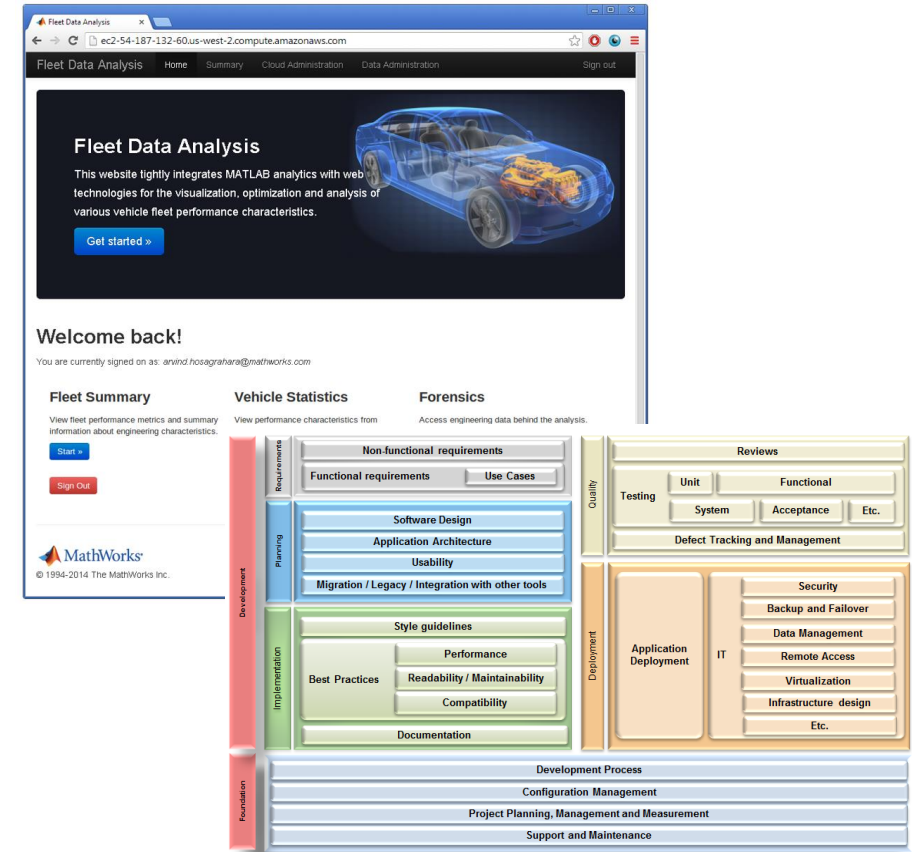 Fleet Data Analysis
ec2-54-187-132-60.us-west-2.compute.amazonaws.com
Fleet Data Analysis Home Summary Cloud Administration Data Administration Sign out
Fleet Data Analysis
This website tightly integrates MATLAB analytics with web
technologies for the visualization, optimization and analysis of
various vehicle fleet performance characteristics.
Get started »
Welcome back!
You are currently signed on as: arvind.hosagrahara@mathworks.com
Fleet Summary
View fleet performance metrics and summary
information about engineering characteristics.
Start »
Sign Out
Vehicle Statistics
View performance characteristics from
Forensics
Access engineering data behind the analysis.
MathWorks
© 1994-2014 The MathWorks Inc.
Development
Requirements
Non-functional requirements
Functional requirements
Use Cases
Planning
Software Design
Application Architecture
Usability
Migration / Legacy / Integration with other tools
Implementation
Style guidelines
Best Practices
Performance
Readability / Maintainability
Compatibility
Documentation
Quality
Reviews
Testing
Unit
Functional
System
Acceptance
Etc.
Defect Tracking and Management
Deployment
Application
Deployment
IT
Security
Backup and Failover
Data Management
Remote Access
Virtualization
Infrastructure design
Etc.
Foundation
Development Process
Configuration Management
Project Planning, Management and Measurement
Support and Maintenance